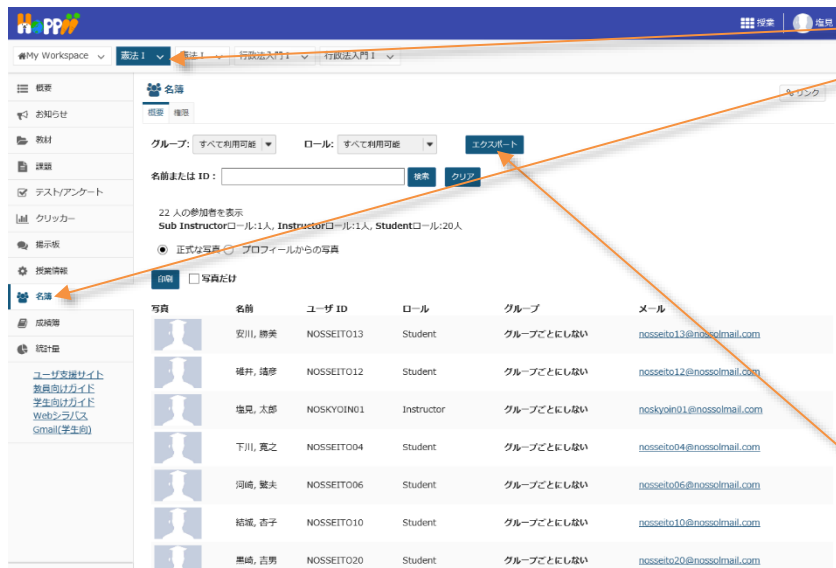 Hoppii
授業 塩見
My Workspace 憲法Ⅰ 憲法Ⅰ 行政法入門Ⅰ 行政法入門Ⅰ
概要
お知らせ
教材
課題
テスト/アンケート
クリッカー
掲示板
授業情報
名簿
成績簿
統計量
ユーザ支援サイト
教員向けガイド
学生向けガイド
Webシラバス
Gmail(学生向)
名簿
リンク
概要 権限
グループ: すべて利用可能 ロール: すべて利用可能 エクスポート
名前または ID : 検索 クリア
22 人の参加者を表示
Sub Instructorロール:1人, Instructorロール:1人, Studentロール:20人
正式な写真 プロフィールからの写真
印刷 写真だけ
写真 名前 ユーザ ID ロール グループ メール
安川, 勝美 NOSSEITO13 Student グループごとにしない nosseito13@nossolmail.com
碓井, 靖彦 NOSSEITO12 Student グループごとにしない nosseito12@nossolmail.com
塩見, 太郎 NOSKYOIN01 Instructor グループごとにしない noskyoin01@nossolmail.com
下川, 寛之 NOSSEITO04 Student グループごとにしない nosseito04@nossolmail.com
河崎, 繁夫 NOSSEITO06 Student グループごとにしない nosseito06@nossolmail.com
結城, 杏子 NOSSEITO10 Student グループごとにしない nosseito10@nossolmail.com
黒崎, 吉男 NOSSEITO20 Student グループごとにしない nosseito20@nossolmail.com